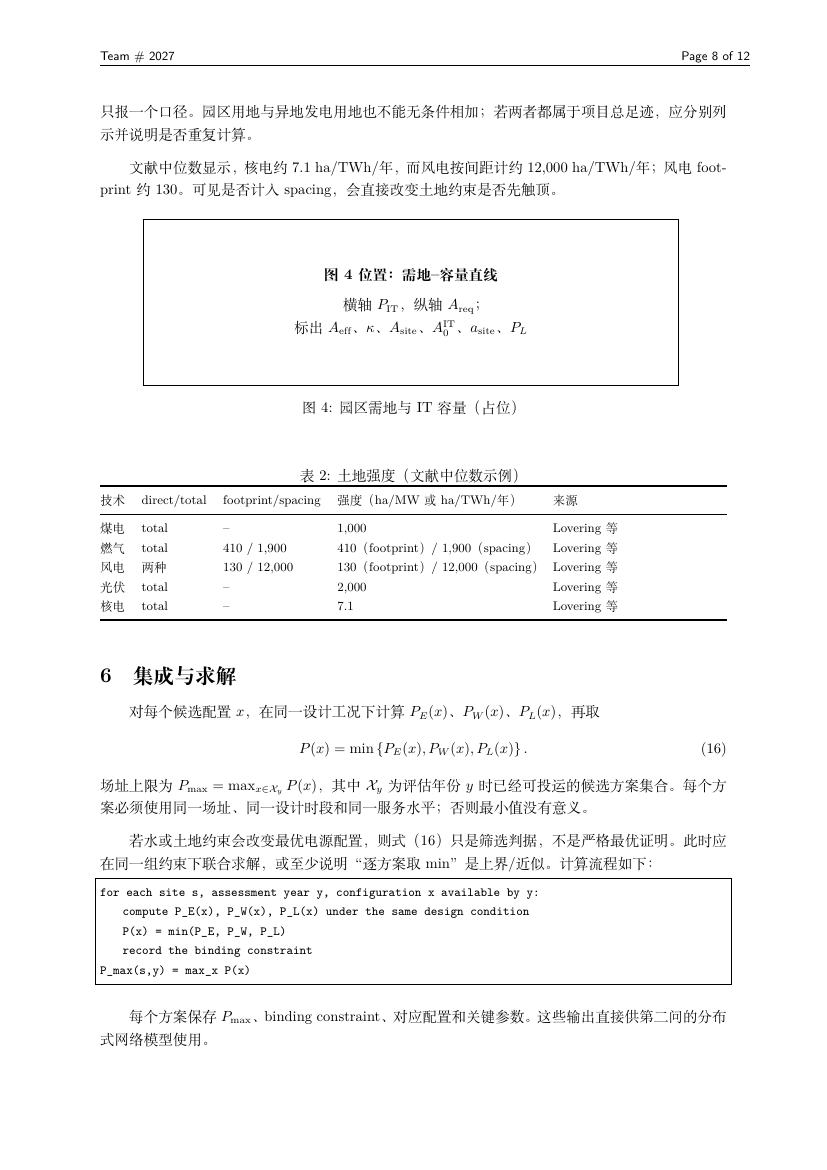 Team # 2027 Page 8 of 12
只报一个口径。园区用地与异地发电用地也不能无条件相加；若两者都属于项目总足迹，应分别列
示并说明是否重复计算。
文献中位数显示，核电约 7.1 ha/TWh/年，而风电按间距计约 12,000 ha/TWh/年；风电 foot-
print 约 130。可见是否计入 spacing，会直接改变土地约束是否先触顶。
图 4 位置：需地–容量直线
横轴 P_IT，纵轴 A_req；
标出 A_eff、κ、A_site、A_0^IT、a_site、P_L
图 4: 园区需地与 IT 容量（占位）
表 2: 土地强度（文献中位数示例）
技术 direct/total footprint/spacing 强度（ha/MW 或 ha/TWh/年） 来源
煤电 total – 1,000 Lovering 等
燃气 total 410 / 1,900 410（footprint）/ 1,900（spacing） Lovering 等
风电 两种 130 / 12,000 130（footprint）/ 12,000（spacing） Lovering 等
光伏 total – 2,000 Lovering 等
核电 total – 7.1 Lovering 等
6 集成与求解
对每个候选配置 x，在同一设计工况下计算 P_E(x)、P_W(x)、P_L(x)，再取
P(x) = min {P_E(x), P_W(x), P_L(x)} . (16)
场址上限为 P_max = max_{x∈𝒳_y} P(x)，其中 𝒳_y 为评估年份 y 时已经可投运的候选方案集合。每个方
案必须使用同一场址、同一设计时段和同一服务水平；否则最小值没有意义。
若水或土地约束会改变最优电源配置，则式（16）只是筛选判据，不是严格最优证明。此时应
在同一组约束下联合求解，或至少说明“逐方案取 min”是上界/近似。计算流程如下：
for each site s, assessment year y, configuration x available by y:
compute P_E(x), P_W(x), P_L(x) under the same design condition
P(x) = min(P_E, P_W, P_L)
record the binding constraint
P_max(s,y) = max_x P(x)
每个方案保存 P_max、binding constraint、对应配置和关键参数。这些输出直接供第二问的分布
式网络模型使用。